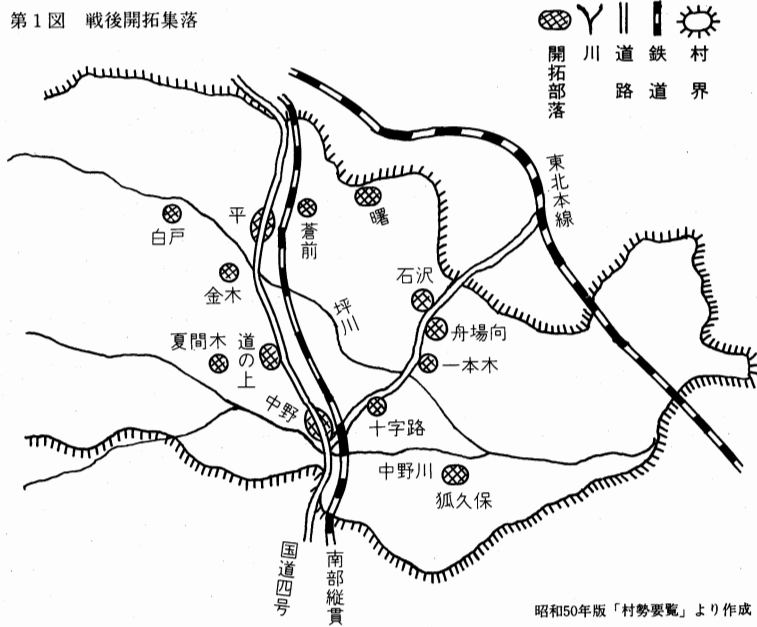 第1図 戦後開拓集落
開拓部落
川
道路
鉄道
村界
東北本線
白戸
平
蒼前
曙
金木
坪川
石沢
舟場向
一本木
夏間木
道の上
中野
十字路
中野川
狐久保
国道四号
南部縦貫
昭和50年版「村勢要覧」より作成